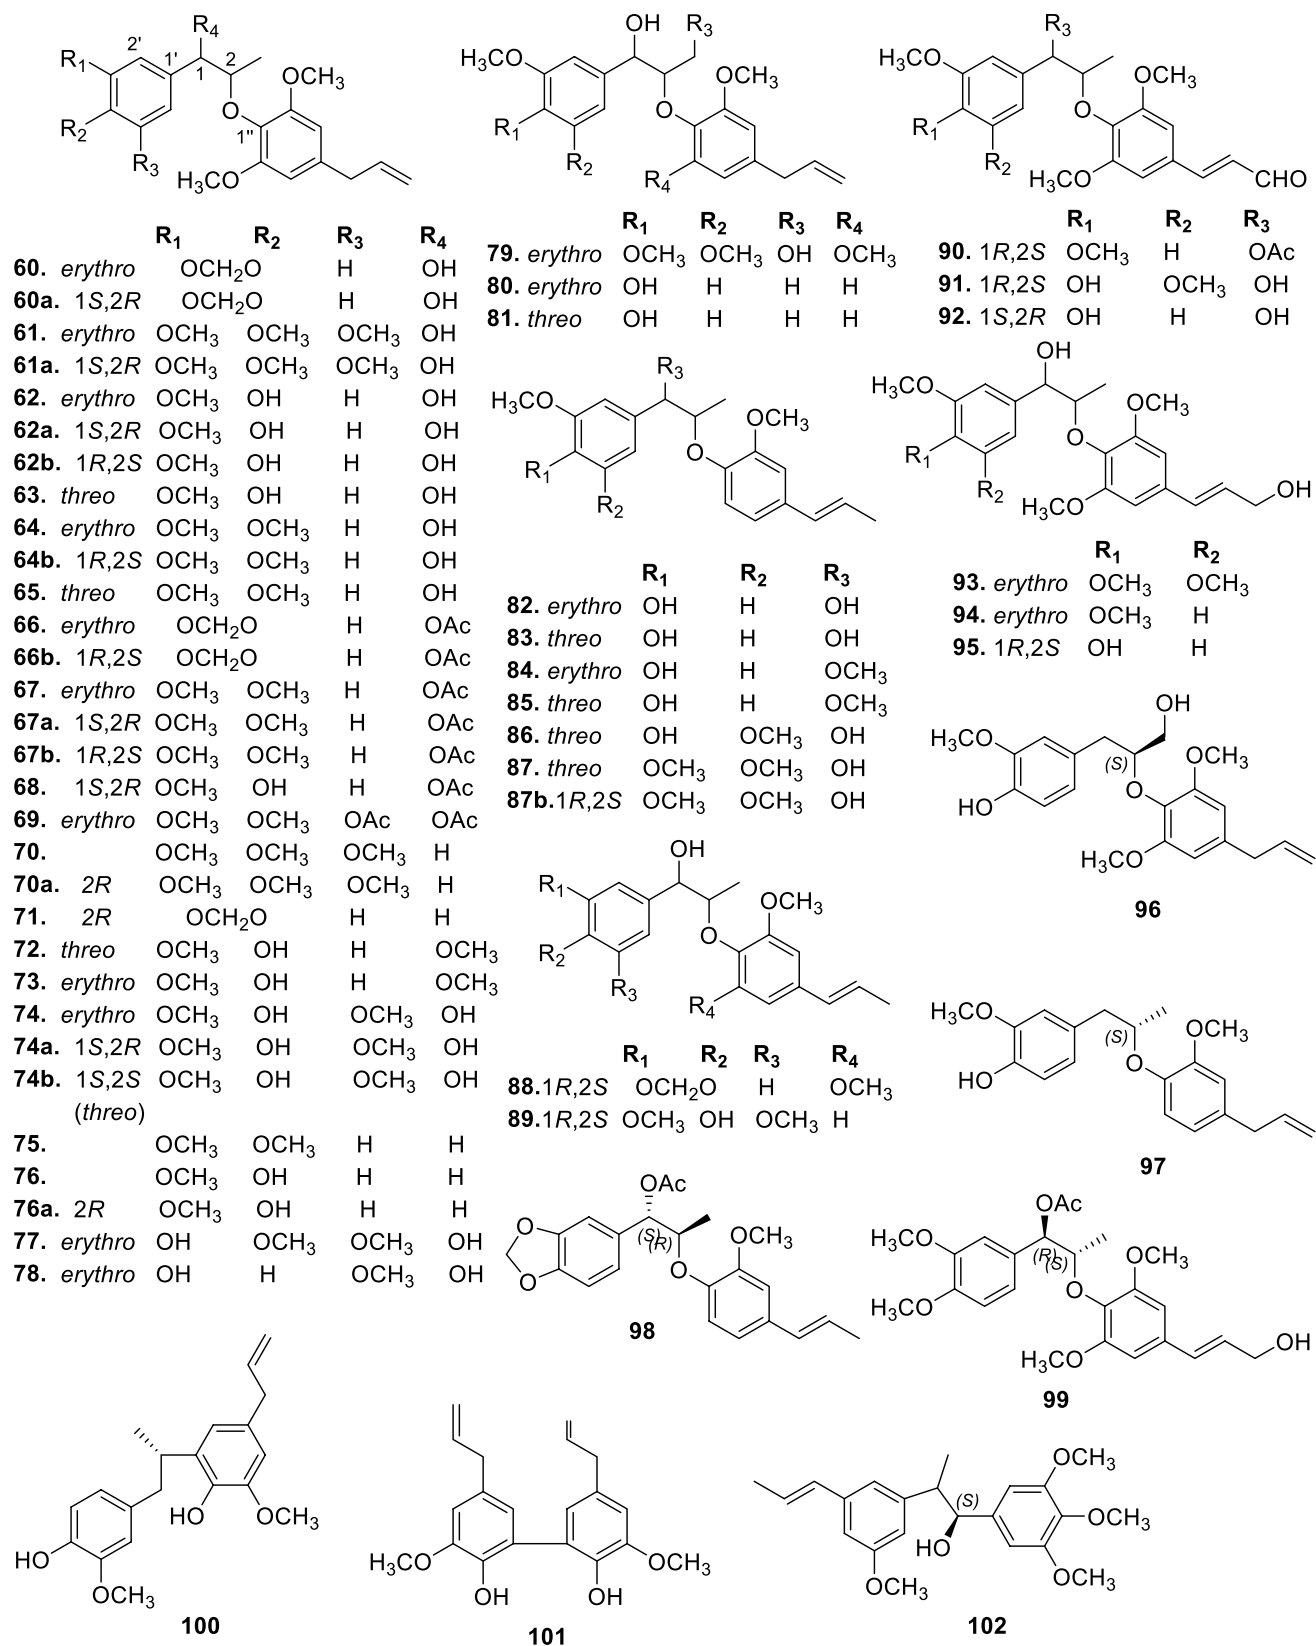 R4
2'
1'
R1
1
2
OCH3
R2
O
1"
R3
H3CO
R1 R2 R3 R4
60. erythro OCH2O H OH
60a. 1S,2R OCH2O H OH
61. erythro OCH3 OCH3 OCH3 OH
61a. 1S,2R OCH3 OCH3 OCH3 OH
62. erythro OCH3 OH H OH
62a. 1S,2R OCH3 OH H OH
62b. 1R,2S OCH3 OH H OH
63. threo OCH3 OH H OH
64. erythro OCH3 OCH3 H OH
64b. 1R,2S OCH3 OCH3 H OH
65. threo OCH3 OCH3 H OH
66. erythro OCH2O H OAc
66b. 1R,2S OCH2O H OAc
67. erythro OCH3 OCH3 H OAc
67a. 1S,2R OCH3 OCH3 H OAc
67b. 1R,2S OCH3 OCH3 H OAc
68. 1S,2R OCH3 OH H OAc
69. erythro OCH3 OCH3 OAc OAc
70. OCH3 OCH3 OCH3 H
70a. 2R OCH3 OCH3 OCH3 H
71. 2R OCH2O H H
72. threo OCH3 OH H OCH3
73. erythro OCH3 OH H OCH3
74. erythro OCH3 OH OCH3 OH
74a. 1S,2R OCH3 OH OCH3 OH
74b. 1S,2S OCH3 OH OCH3 OH
(threo)
75. OCH3 OCH3 H H
76. OCH3 OH H H
76a. 2R OCH3 OH H H
77. erythro OH OCH3 OCH3 OH
78. erythro OH H OCH3 OH
OH
R3
H3CO
OCH3
R1
O
R2
R4
R1 R2 R3 R4
79. erythro OCH3 OCH3 OH OCH3
80. erythro OH H H H
81. threo OH H H H
R3
H3CO
OCH3
R1
O
R2
R1 R2 R3
82. erythro OH H OH
83. threo OH H OH
84. erythro OH H OCH3
85. threo OH H OCH3
86. threo OH OCH3 OH
87. threo OCH3 OCH3 OH
87b.1R,2S OCH3 OCH3 OH
OH
R1
OCH3
R2
O
R3
R4
R1 R2 R3 R4
88.1R,2S OCH2O H OCH3
89.1R,2S OCH3 OH OCH3 H
OAc
O
(S)
(R)
OCH3
O
O
98
R3
H3CO
OCH3
R1
O
R2
H3CO
CHO
R1 R2 R3
90. 1R,2S OCH3 H OAc
91. 1R,2S OH OCH3 OH
92. 1S,2R OH H OH
OH
H3CO
OCH3
R1
O
R2
H3CO
OH
R1 R2
93. erythro OCH3 OCH3
94. erythro OCH3 H
95. 1R,2S OH H
OH
H3CO
(S)
OCH3
HO
O
H3CO
96
H3CO
(S)
OCH3
HO
O
97
OAc
H3CO
(R)
(S)
OCH3
H3CO
O
H3CO
OH
99
HO
OCH3
HO
OCH3
100
H3CO
OCH3
OH
OH
101
OCH3
(S)
OCH3
HO
OCH3
OCH3
102